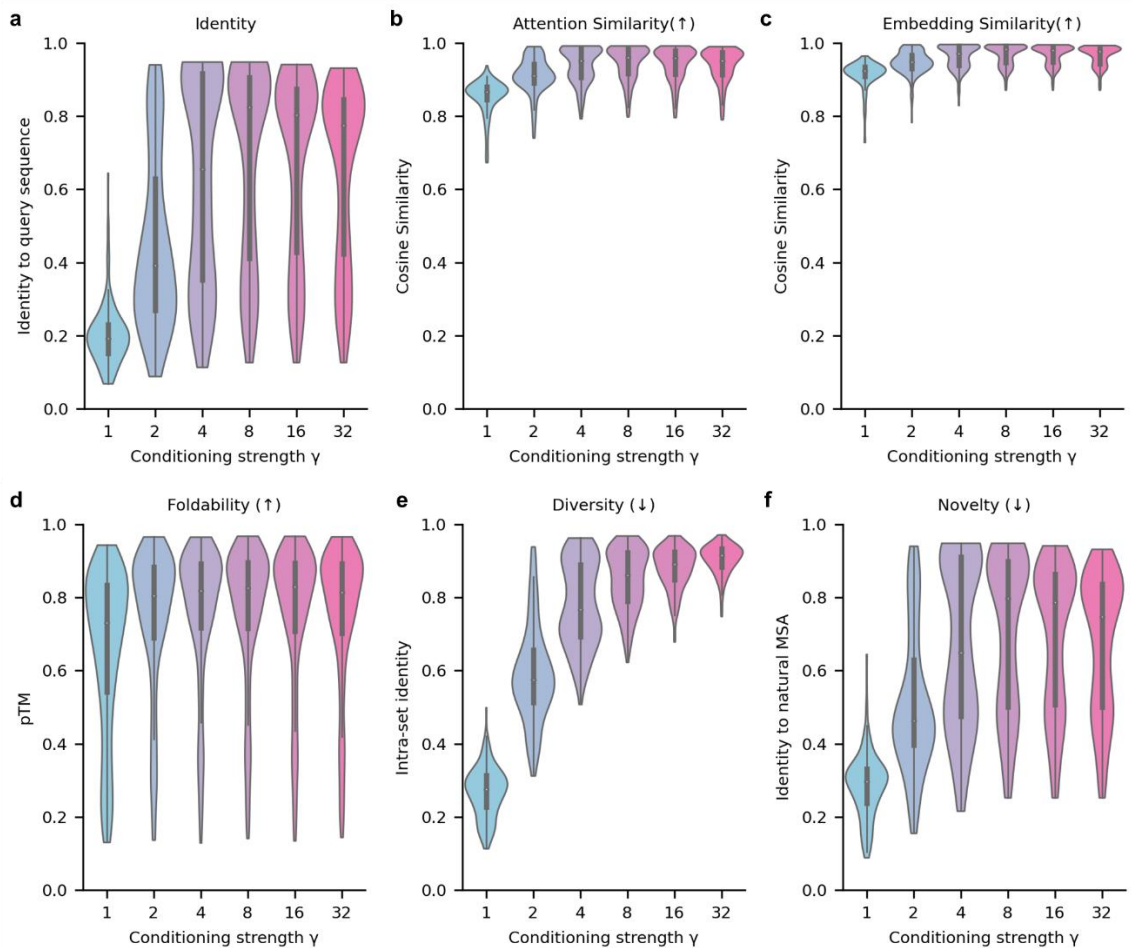 a
Identity
Identity to query sequence
1.0
0.8
0.6
0.4
0.2
0.0
1 2 4 8 16 32
Conditioning strength γ
b
Attention Similarity(↑)
Cosine Similarity
1.0
0.8
0.6
0.4
0.2
0.0
1 2 4 8 16 32
Conditioning strength γ
c
Embedding Similarity(↑)
Cosine Similarity
1.0
0.8
0.6
0.4
0.2
0.0
1 2 4 8 16 32
Conditioning strength γ
d
Foldability (↑)
pTM
1.0
0.8
0.6
0.4
0.2
0.0
1 2 4 8 16 32
Conditioning strength γ
e
Diversity (↓)
Intra-set identity
1.0
0.8
0.6
0.4
0.2
0.0
1 2 4 8 16 32
Conditioning strength γ
f
Novelty (↓)
Identity to natural MSA
1.0
0.8
0.6
0.4
0.2
0.0
1 2 4 8 16 32
Conditioning strength γ